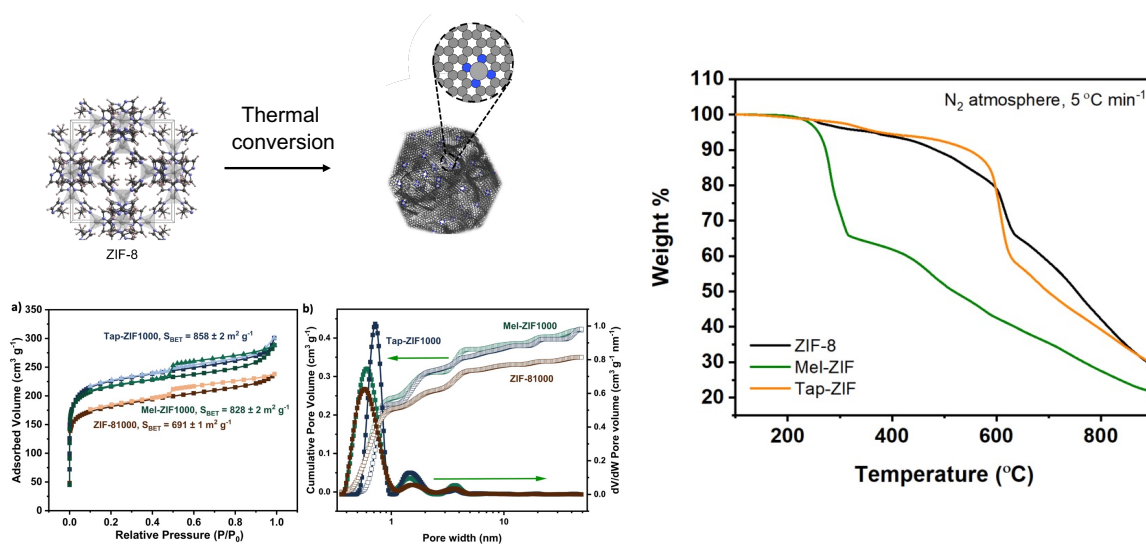 Thermal
conversion
ZIF-8
a)
Adsorbed Volume (cm³ g⁻¹)
350
300
250
200
150
100
50
0
Tap-ZIF1000, S_BET = 858 ± 2 m² g⁻¹
Mel-ZIF1000, S_BET = 828 ± 2 m² g⁻¹
ZIF-81000, S_BET = 691 ± 1 m² g⁻¹
0.0 0.2 0.4 0.6 0.8 1.0
Relative Pressure (P/P₀)
b)
Cumulative Pore Volume (cm³ g⁻¹)
0.4
0.3
0.2
0.1
0.0
Mel-ZIF1000
Tap-ZIF1000
ZIF-81000
1.0
0.8
0.6
0.4
0.2
0.0
dV/dW Pore volume (cm³ g⁻¹ nm⁻¹)
1 10
Pore width (nm)
110
100
90
80
70
60
50
40
30
20
Weight %
N₂ atmosphere, 5 °C min⁻¹
ZIF-8
Mel-ZIF
Tap-ZIF
200 400 600 800
Temperature (°C)